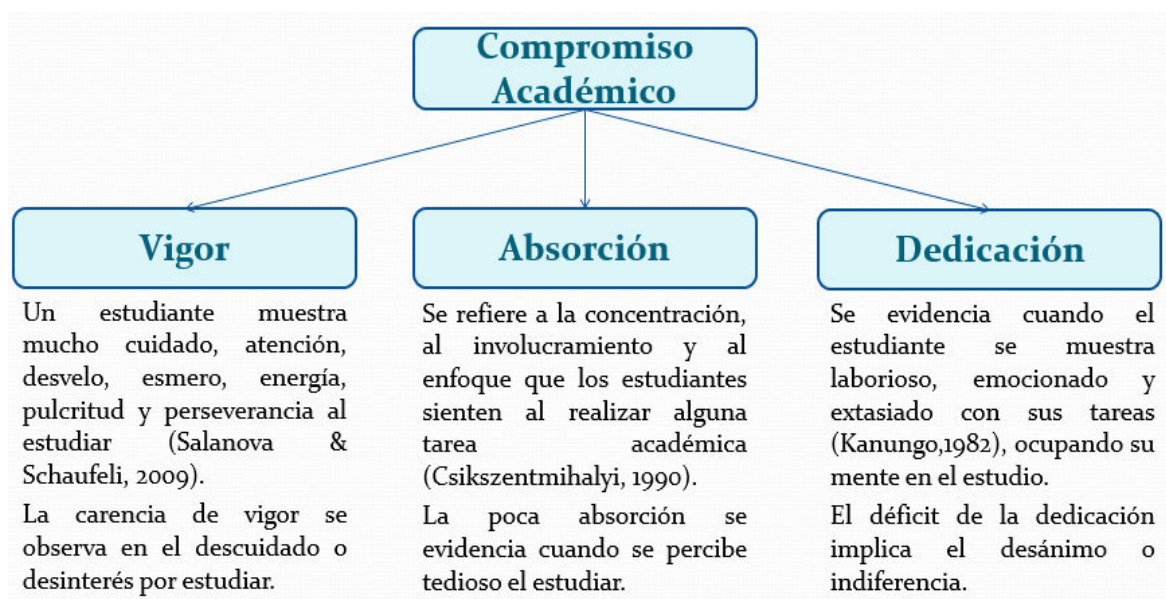 Compromiso
Académico
Vigor
Un estudiante muestra
mucho cuidado, atención,
desvelo, esmero, energía,
pulcritud y perseverancia al
estudiar (Salanova &
Schaufeli, 2009).
La carencia de vigor se
observa en el descuidado o
desinterés por estudiar.
Absorción
Se refiere a la concentración,
al involucramiento y al
enfoque que los estudiantes
sienten al realizar alguna
tarea académica
(Csikszentmihalyi, 1990).
La poca absorción se
evidencia cuando se percibe
tedioso el estudiar.
Dedicación
Se evidencia cuando el
estudiante se muestra
laborioso, emocionado y
extasiado con sus tareas
(Kanungo,1982), ocupando su
mente en el estudio.
El déficit de la dedicación
implica el desánimo o
indiferencia.